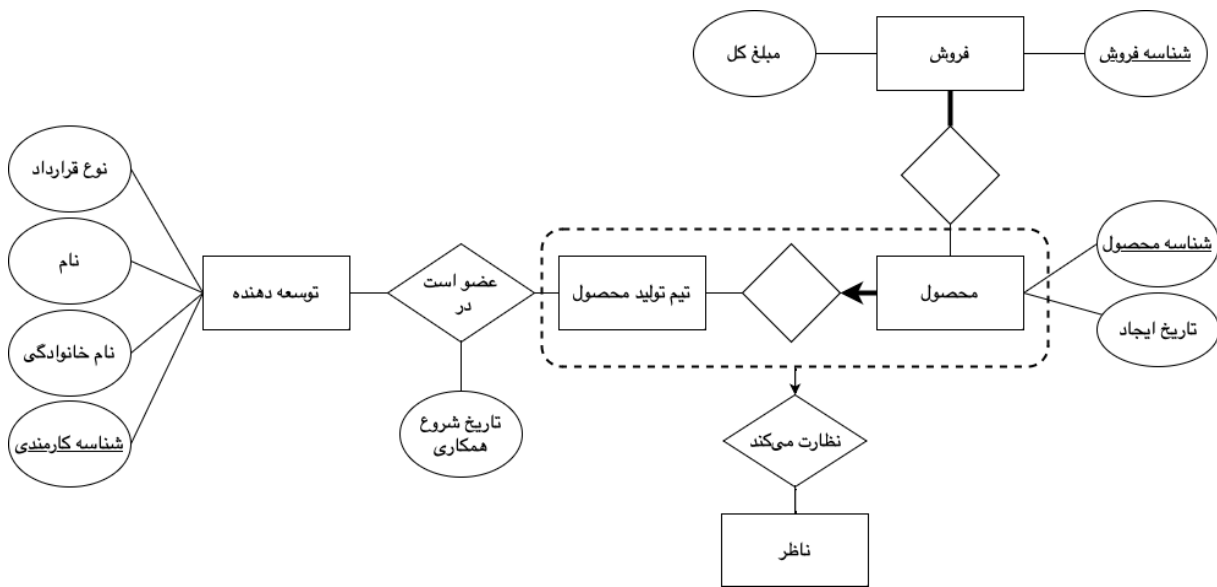 مبلغ کل
فروش
شناسه فروش
نوع قرارداد
نام
نام خانوادگی
شناسه کارمندی
توسعه دهنده
عضو است
در
تاریخ شروع
همکاری
تیم تولید محصول
محصول
شناسه محصول
تاریخ ایجاد
نظارت می‌کند
ناظر